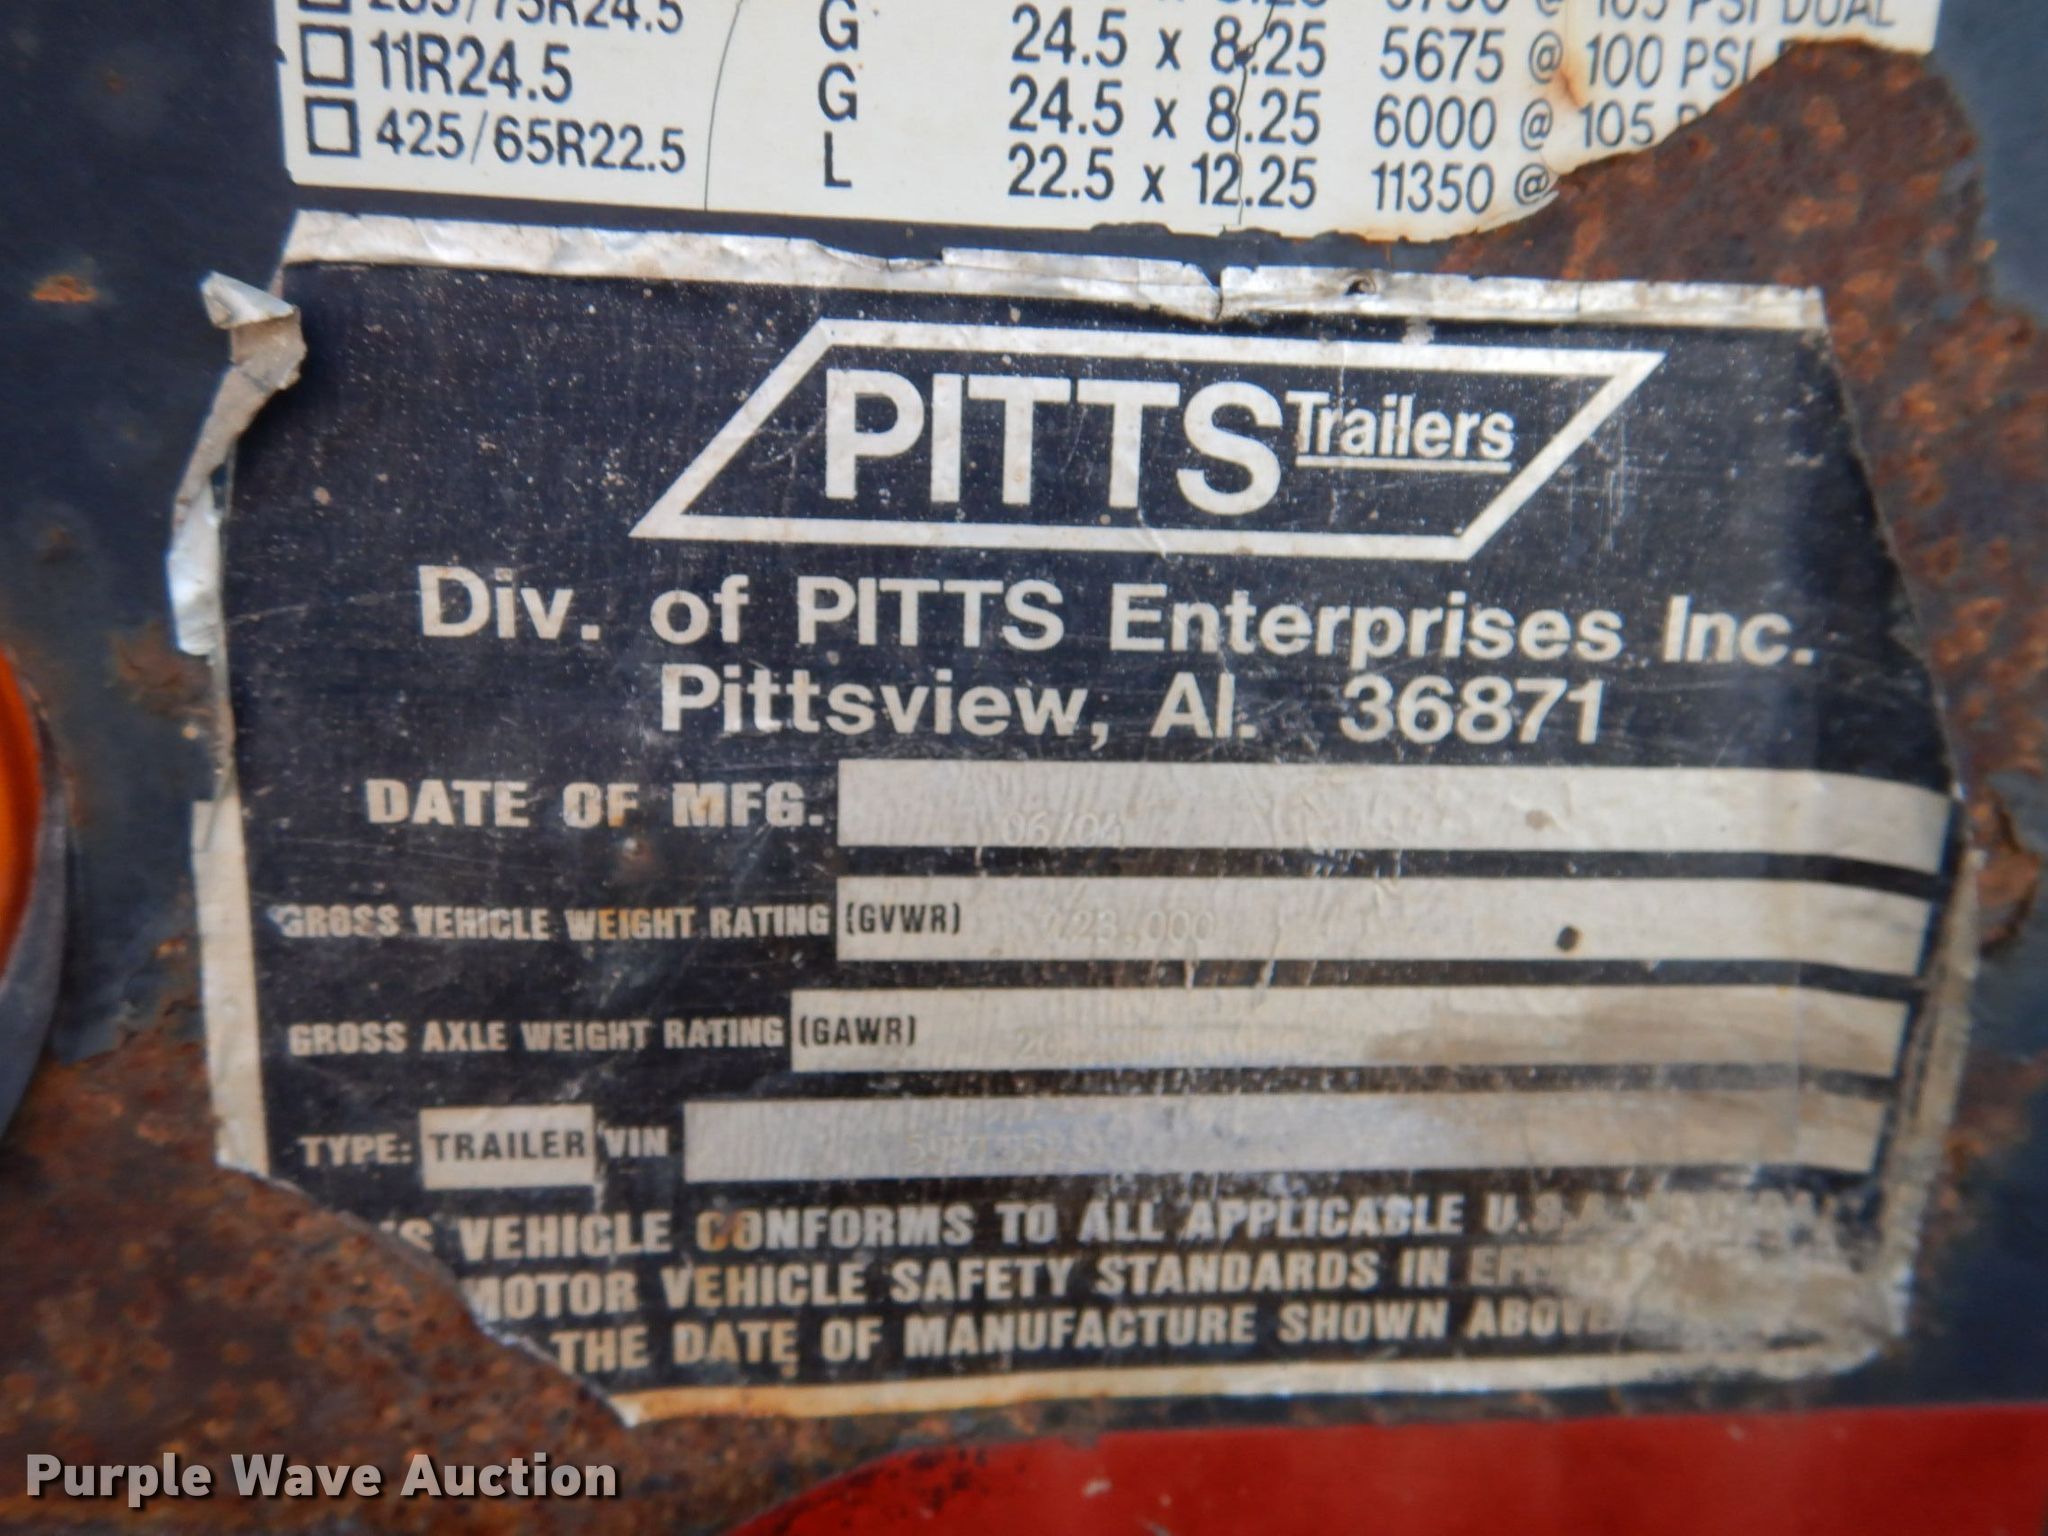 11R24.5 G 24.5 x 8.25 5675 @ 100 PSI
425/65R22.5 G 24.5 x 8.25 6000 @ 105
L 22.5 x 12.25 11350 @
PITTS Trailers
Div. of PITTS Enterprises Inc.
Pittsview, Al. 36871
DATE OF MFG. 06/04
GROSS VEHICLE WEIGHT RATING (GVWR)
GROSS AXLE WEIGHT RATING (GAWR)
TYPE: TRAILER VIN
VEHICLE CONFORMS TO ALL APPLICABLE U.S.A.
MOTOR VEHICLE SAFETY STANDARDS IN
THE DATE OF MANUFACTURE SHOWN ABOVE
Purple Wave Auction